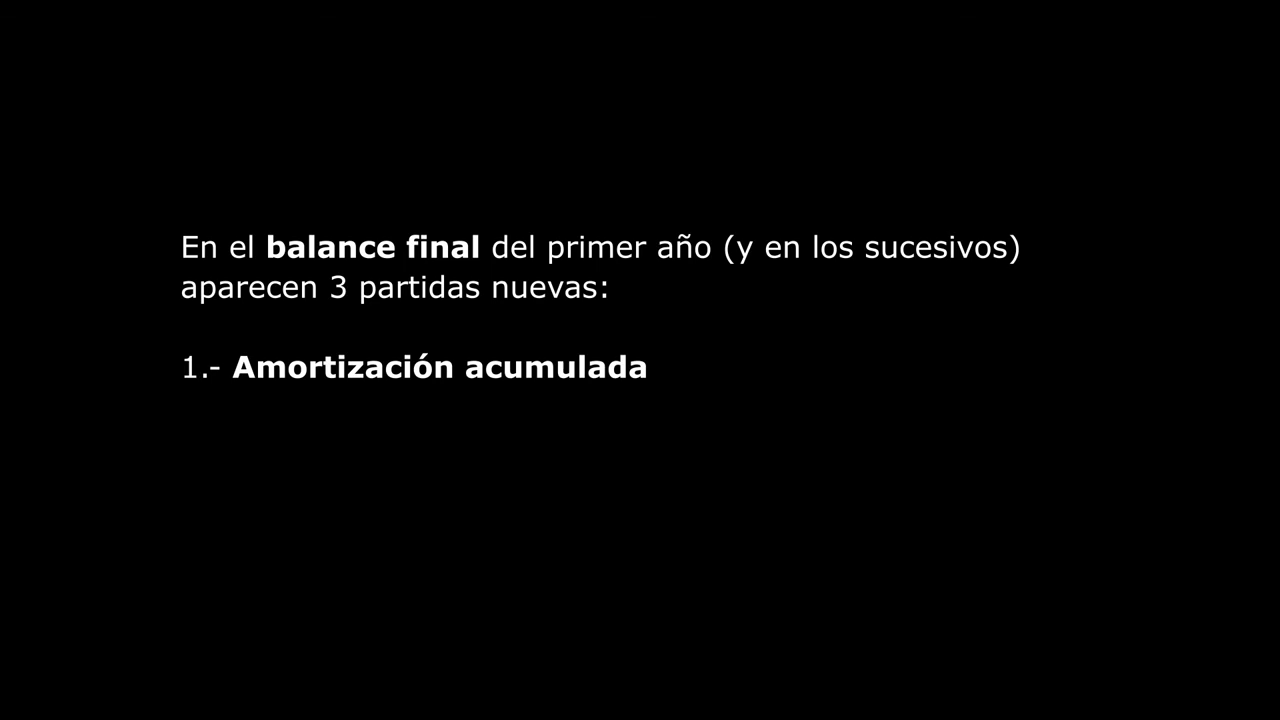 En el balance final del primer año (y en los sucesivos)
aparecen 3 partidas nuevas:
1.- Amortización acumulada